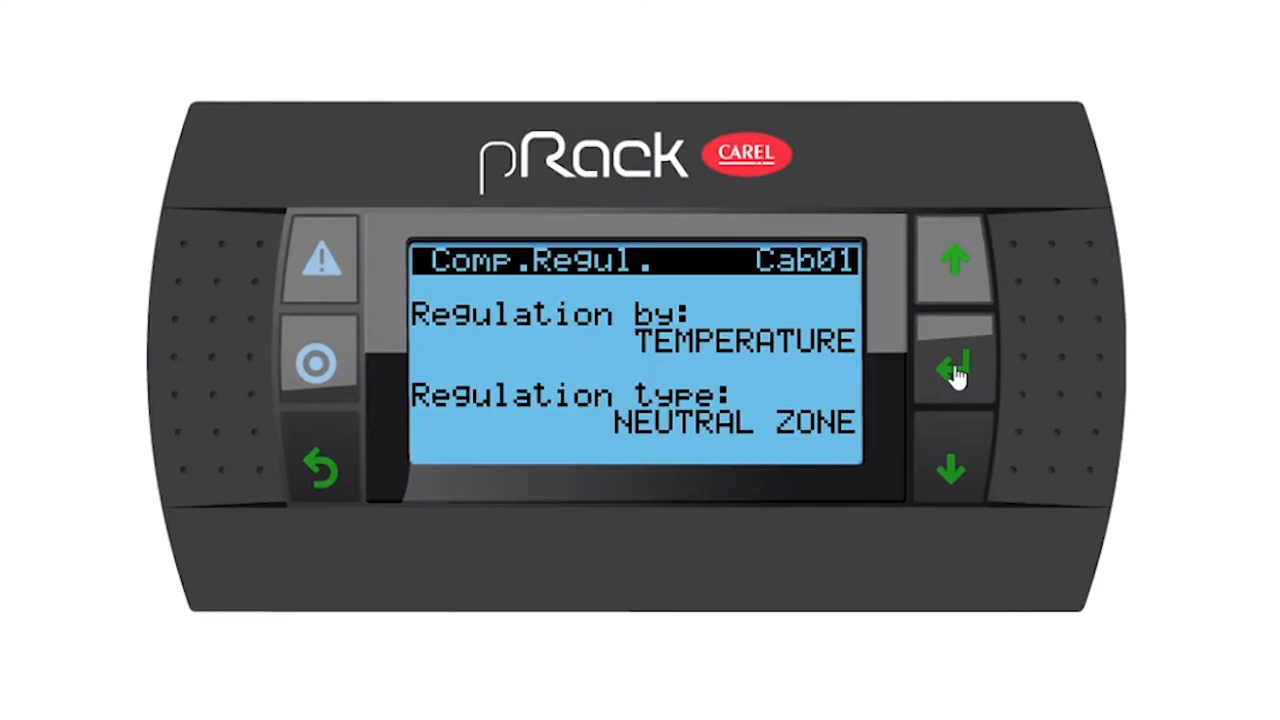 pRack CAREL
Comp.Regul. Cab01
Regulation by:
TEMPERATURE
Regulation type:
NEUTRAL ZONE